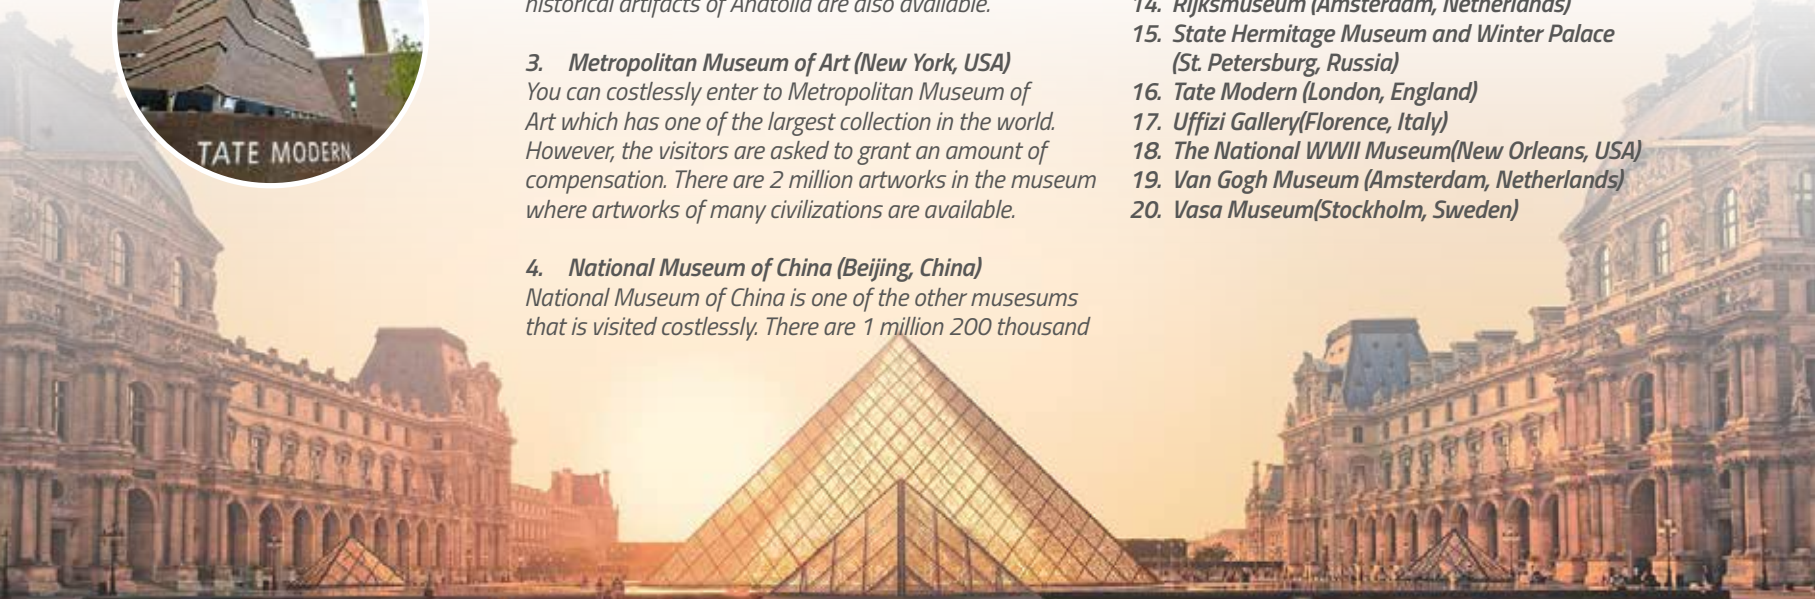 TATE MODERN
historical artifacts of Anatolia are also available.
3. Metropolitan Museum of Art (New York, USA)
You can costlessly enter to Metropolitan Museum of
Art which has one of the largest collection in the world.
However, the visitors are asked to grant an amount of
compensation. There are 2 million artworks in the museum
where artworks of many civilizations are available.
4. National Museum of China (Beijing, China)
National Museum of China is one of the other musesums
that is visited costlessly. There are 1 million 200 thousand
14. Rijksmuseum (Amsterdam, Netherlands)
15. State Hermitage Museum and Winter Palace
(St. Petersburg, Russia)
16. Tate Modern (London, England)
17. Uffizi Gallery(Florence, Italy)
18. The National WWII Museum(New Orleans, USA)
19. Van Gogh Museum (Amsterdam, Netherlands)
20. Vasa Museum(Stockholm, Sweden)